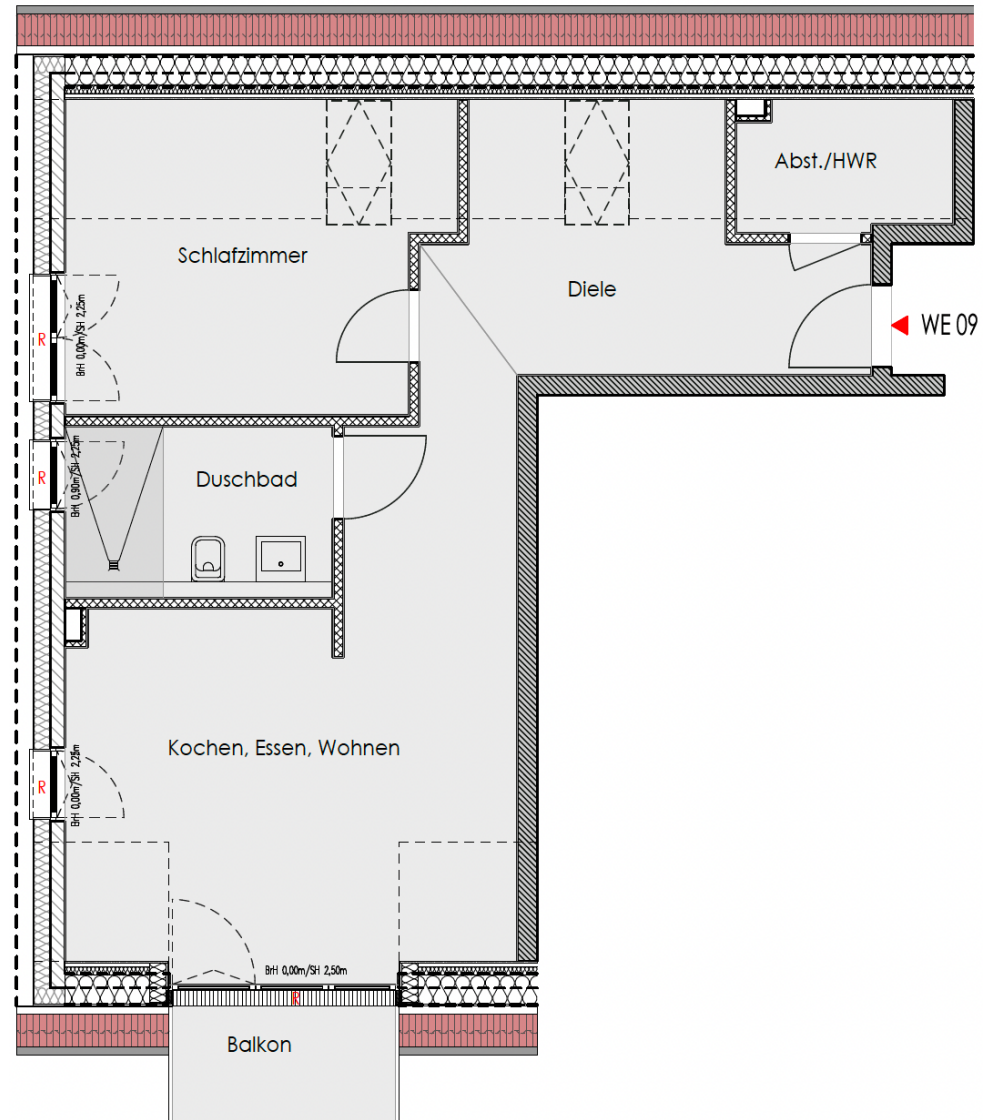 Abst./HWR
Schlafzimmer
Diele
BrH 0,00m/SH 2,25m
R
WE 09
Duschbad
BrH 0,90m/SH 2,25m
R
Kochen, Essen, Wohnen
BrH 0,00m/SH 2,25m
R
BrH 0,00m/SH 2,50m
R
Balkon